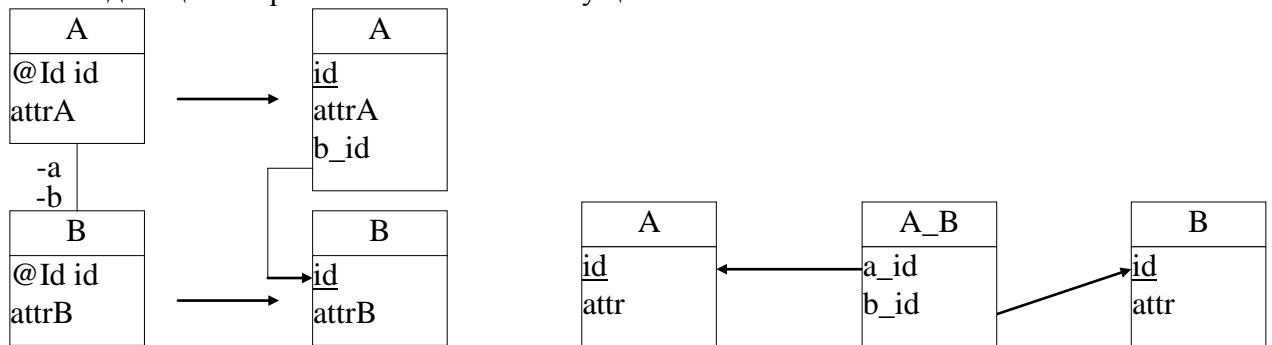 A
@Id id
attrA
-a
-b
B
@Id id
attrB
A
id
attrA
b_id
B
id
attrB
A
id
attr
A_B
a_id
b_id
B
id
attr